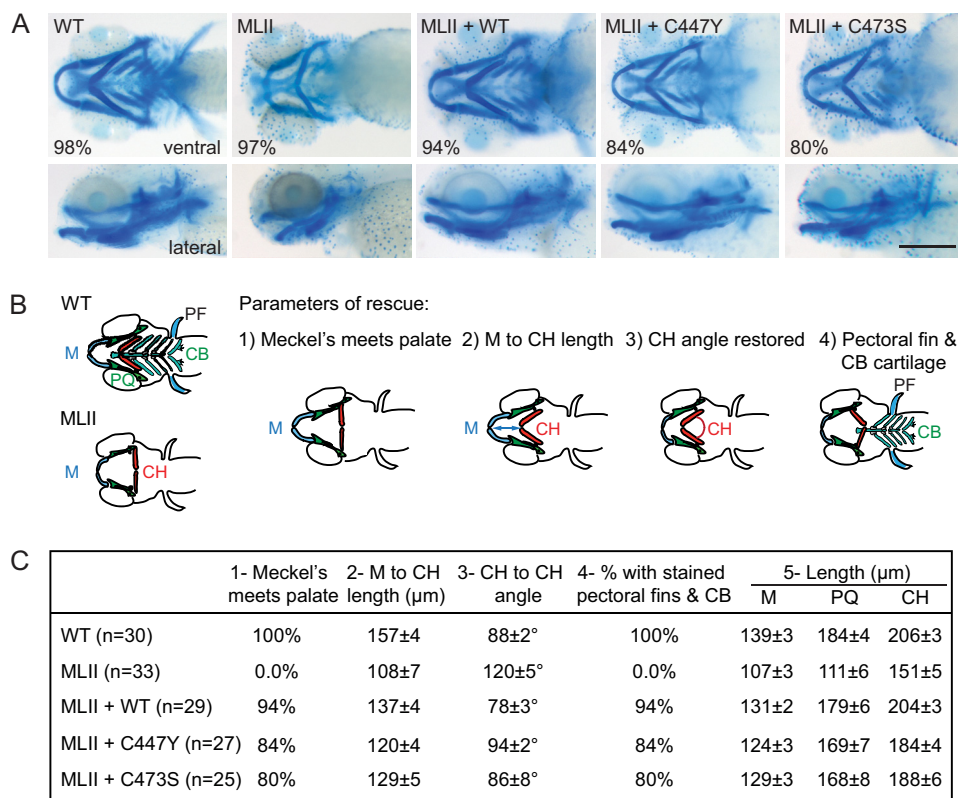 A
WT
MLII
MLII + WT
MLII + C447Y
MLII + C473S
98%
ventral
97%
94%
84%
80%
lateral
B
WT
PF
M
PQ
CB
MLII
M
CH
Parameters of rescue:
1) Meckel's meets palate
2) M to CH length
3) CH angle restored
4) Pectoral fin &
CB cartilage
M
M
CH
CH
PF
CB
C
1- Meckel's
meets palate
2- M to CH
length (µm)
3- CH to CH
angle
4- % with stained
pectoral fins & CB
5- Length (µm)
M PQ CH
WT (n=30) 100% 157±4 88±2° 100% 139±3 184±4 206±3
MLII (n=33) 0.0% 108±7 120±5° 0.0% 107±3 111±6 151±5
MLII + WT (n=29) 94% 137±4 78±3° 94% 131±2 179±6 204±3
MLII + C447Y (n=27) 84% 120±4 94±2° 84% 124±3 169±7 184±4
MLII + C473S (n=25) 80% 129±5 86±8° 80% 129±3 168±8 188±6